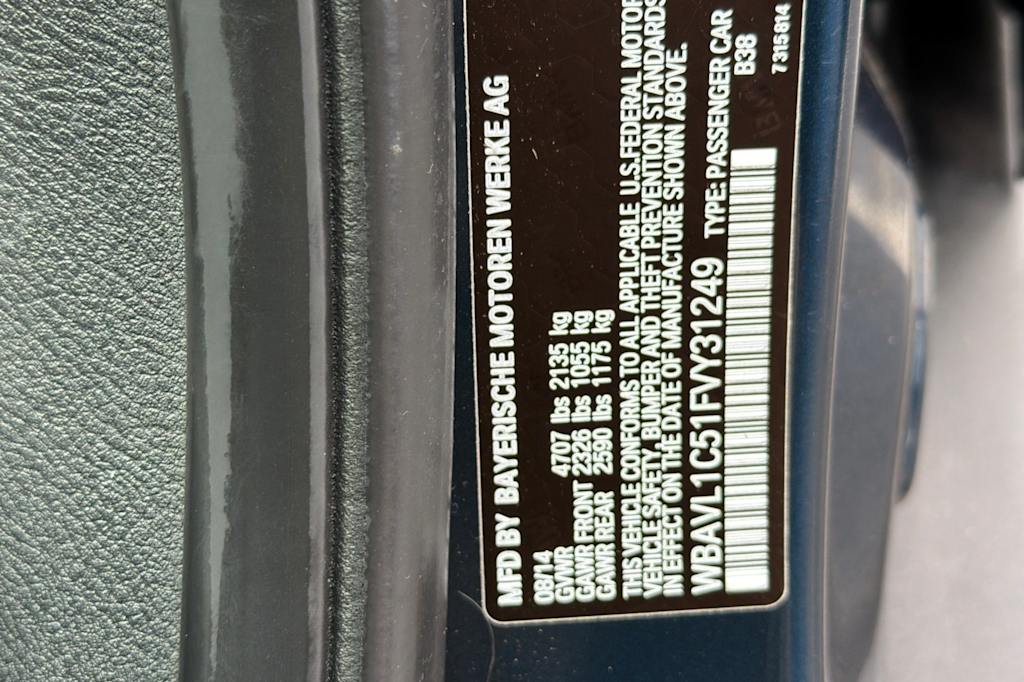 MFD BY BAYERISCHE MOTOREN WERKE AG
08/14
GVWR 4707 lbs 2135 kg
GAWR FRONT 2326 lbs 1055 kg
GAWR REAR 2590 lbs 1175 kg
THIS VEHICLE CONFORMS TO ALL APPLICABLE U.S. FEDERAL MOTOR
VEHICLE SAFETY, BUMPER AND THEFT PREVENTION STANDARDS
IN EFFECT ON THE DATE OF MANUFACTURE SHOWN ABOVE.
WBAVL1C51FVY31249 TYPE: PASSENGER CAR
B38
7315814